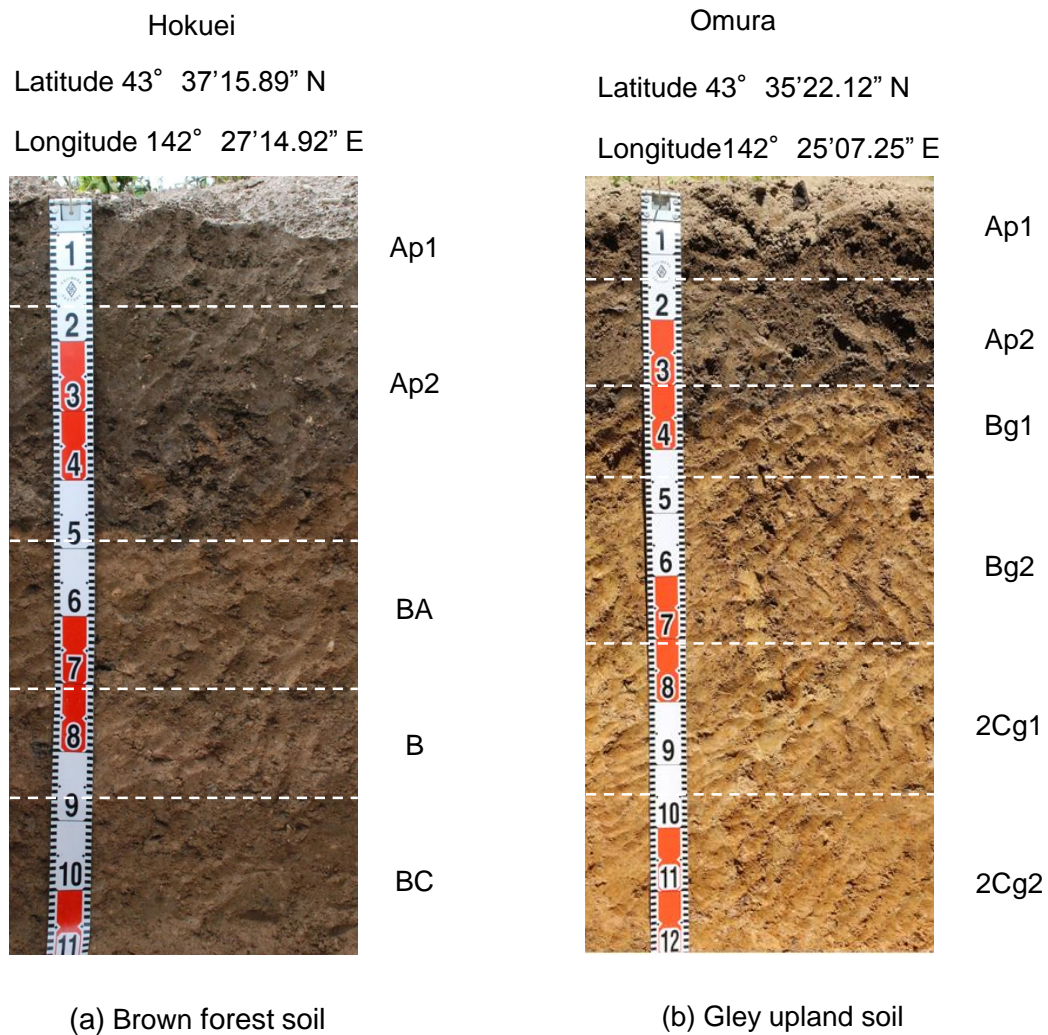 Hokuei
Latitude 43° 37’15.89” N
Longitude 142° 27’14.92” E
Ap1
Ap2
BA
B
BC
1
2
3
4
5
6
7
8
9
10
11
(a) Brown forest soil
Omura
Latitude 43° 35’22.12” N
Longitude142° 25’07.25” E
Ap1
Ap2
Bg1
Bg2
2Cg1
2Cg2
1
2
3
4
5
6
7
8
9
10
11
12
(b) Gley upland soil